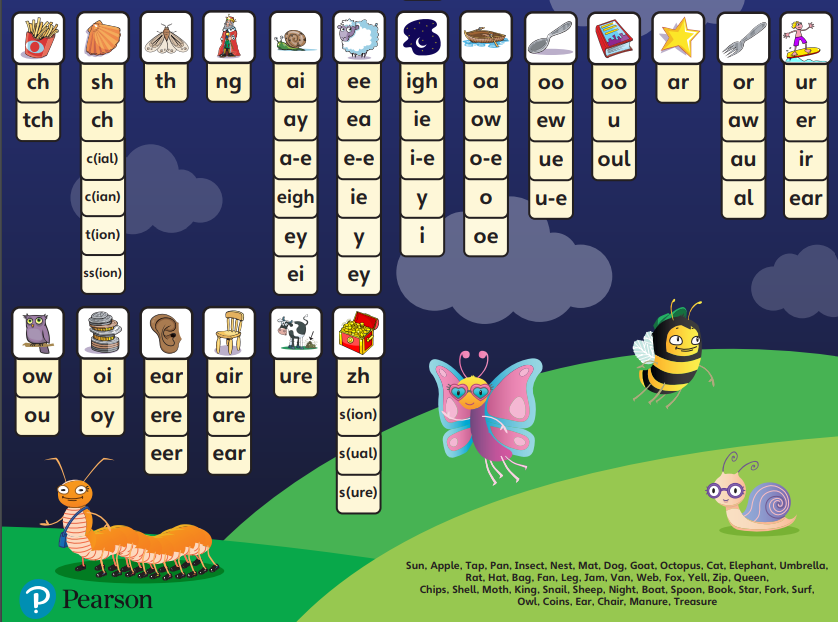 ch sh th ng ai ee igh oa oo oo ar or ur
tch ch ay ea ie ow ew u aw er
c(ial) a-e e-e i-e o-e ue oul au ir
c(ian) eigh ie y o u-e al ear
t(ion) ey y i oe
ss(ion) ei ey
ow oi ear air ure zh
ou oy ere are s(ion)
eer ear s(ual)
s(ure)
Sun, Apple, Tap, Pan, Insect, Nest, Mat, Dog, Goat, Octopus, Cat, Elephant, Umbrella,
Rat, Hat, Bag, Fan, Leg, Jam, Van, Web, Fox, Yell, Zip, Queen,
Chips, Shell, Moth, King, Snail, Sheep, Night, Boat, Spoon, Book, Star, Fork, Surf,
Owl, Coins, Ear, Chair, Manure, Treasure
Pearson